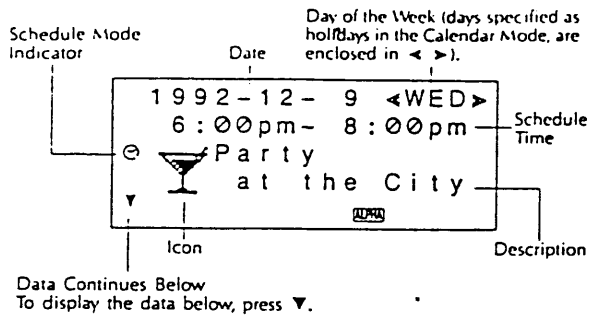 Day of the Week (days specified as
holidays in the Calendar Mode, are
enclosed in < >).
Schedule Mode
Indicator
Date
1992-12- 9 <WED>
6:00pm~ 8:00pm
Schedule
Time
Party
at the City
ALPHA
Icon
Description
Data Continues Below
To display the data below, press ▼.